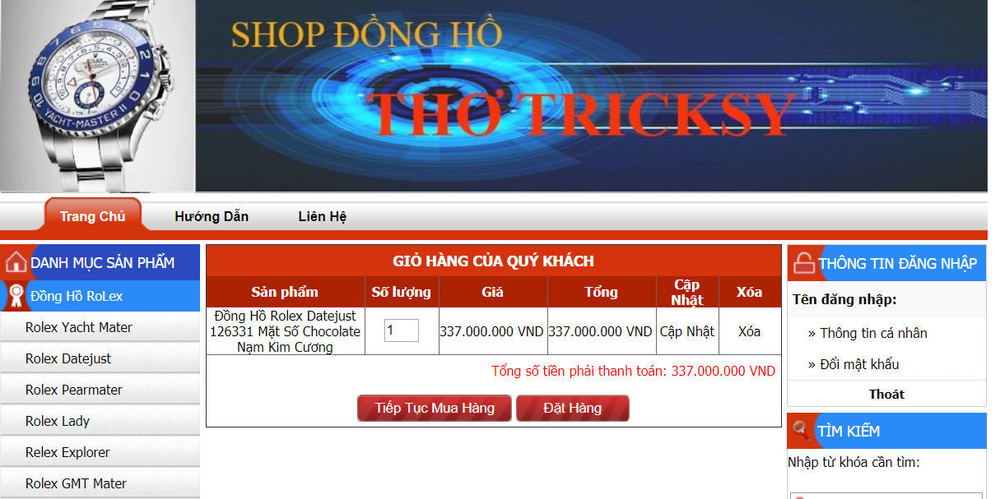 SHOP ĐỒNG HỒ
THƠ TRICKSY
YACHT-MASTER II
Trang Chủ
Hướng Dẫn
Liên Hệ
DANH MỤC SẢN PHẨM
Đồng Hồ RoLex
Rolex Yacht Mater
Rolex Datejust
Rolex Pearmater
Rolex Lady
Relex Explorer
Rolex GMT Mater
GIỎ HÀNG CỦA QUÝ KHÁCH
Sản phẩm Số lượng Giá Tổng Cập Nhật Xóa
Đồng Hồ Rolex Datejust
126331 Mặt Số Chocolate
Nạm Kim Cương
1 337.000.000 VND 337.000.000 VND Cập Nhật Xóa
Tổng số tiền phải thanh toán: 337.000.000 VND
Tiếp Tục Mua Hàng
Đặt Hàng
THÔNG TIN ĐĂNG NHẬP
Tên đăng nhập:
» Thông tin cá nhân
» Đổi mật khẩu
Thoát
TÌM KIẾM
Nhập từ khóa cần tìm: